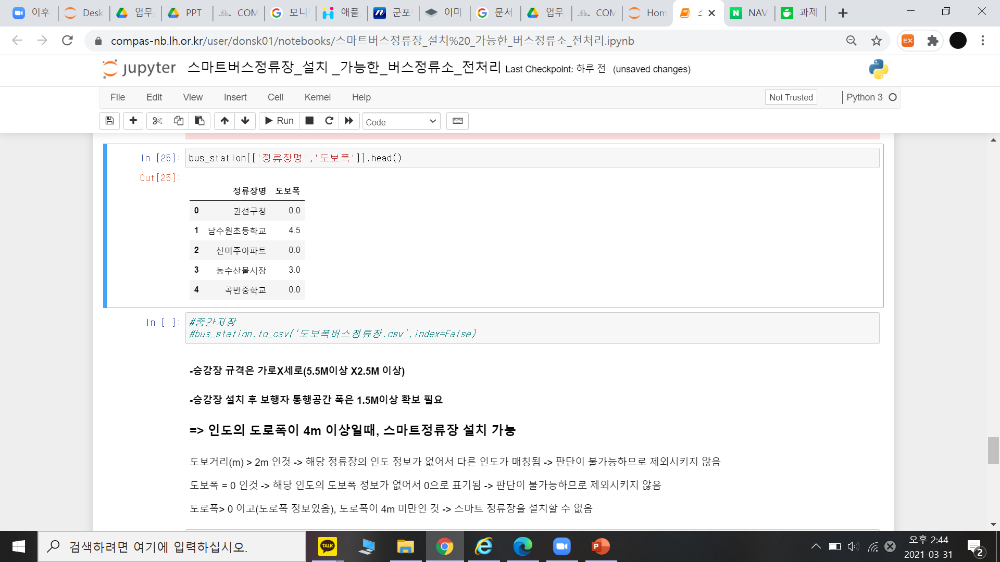 이후
Desk
업무
PPT
COM
모니
애플
군포
이미
문서
업무
COM
Hom
NAV
과제
compas-nb.lh.or.kr/user/donsk01/notebooks/스마트버스정류장_설치%20_가능한_버스정류소_전처리.ipynb
EX
jupyter 스마트버스정류장_설치 _가능한_버스정류소_전처리 Last Checkpoint: 하루 전 (unsaved changes)
File Edit View Insert Cell Kernel Help Not Trusted Python 3
Run Code
In [25]: bus_station[['정류장명','도보폭']].head()
Out[25]:
정류장명 도보폭
0 권선구청 0.0
1 남수원초등학교 4.5
2 신미주아파트 0.0
3 농수산물시장 3.0
4 곡반중학교 0.0
In [ ]: #중간저장
#bus_station.to_csv('도보폭버스정류장.csv',index=False)
-승강장 규격은 가로X세로(5.5M이상 X2.5M 이상)
-승강장 설치 후 보행자 통행공간 폭은 1.5M이상 확보 필요
=> 인도의 도로폭이 4m 이상일때, 스마트정류장 설치 가능
도보거리(m) > 2m 인것 -> 해당 정류장의 인도 정보가 없어서 다른 인도가 매칭됨 -> 판단이 불가능하므로 제외시키지 않음
도보폭 = 0 인것 -> 해당 인도의 도보폭 정보가 없어서 0으로 표기됨 -> 판단이 불가능하므로 제외시키지 않음
도로폭> 0 이고(도로폭 정보있음), 도로폭이 4m 미만인 것 -> 스마트 정류장을 설치할 수 없음
검색하려면 여기에 입력하십시오.
TALK
오후 2:44
2021-03-31
2